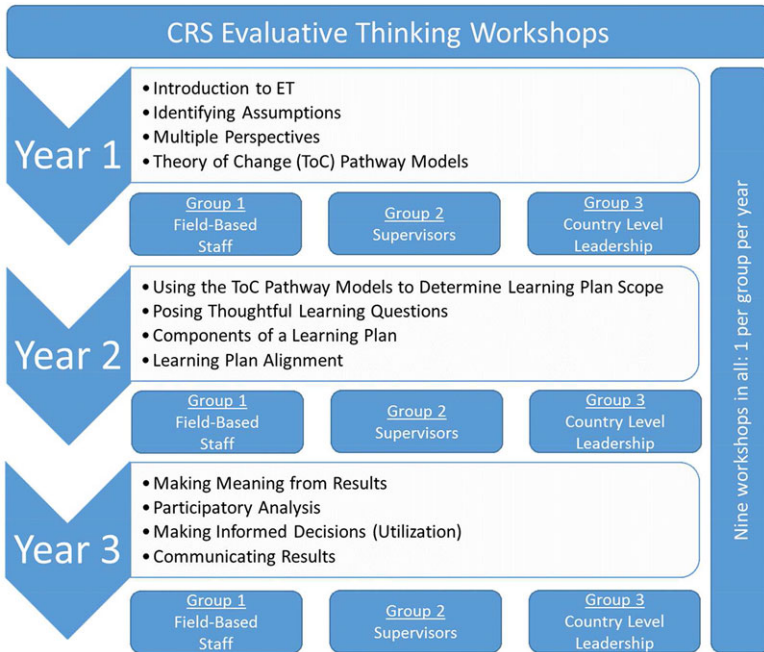 CRS Evaluative Thinking Workshops
Year 1
• Introduction to ET
• Identifying Assumptions
• Multiple Perspectives
• Theory of Change (ToC) Pathway Models
Group 1
Field-Based
Staff
Group 2
Supervisors
Group 3
Country Level
Leadership
Year 2
• Using the ToC Pathway Models to Determine Learning Plan Scope
• Posing Thoughtful Learning Questions
• Components of a Learning Plan
• Learning Plan Alignment
Group 1
Field-Based
Staff
Group 2
Supervisors
Group 3
Country Level
Leadership
Year 3
• Making Meaning from Results
• Participatory Analysis
• Making Informed Decisions (Utilization)
• Communicating Results
Group 1
Field-Based
Staff
Group 2
Supervisors
Group 3
Country Level
Leadership
Nine workshops in all: 1 per group per year